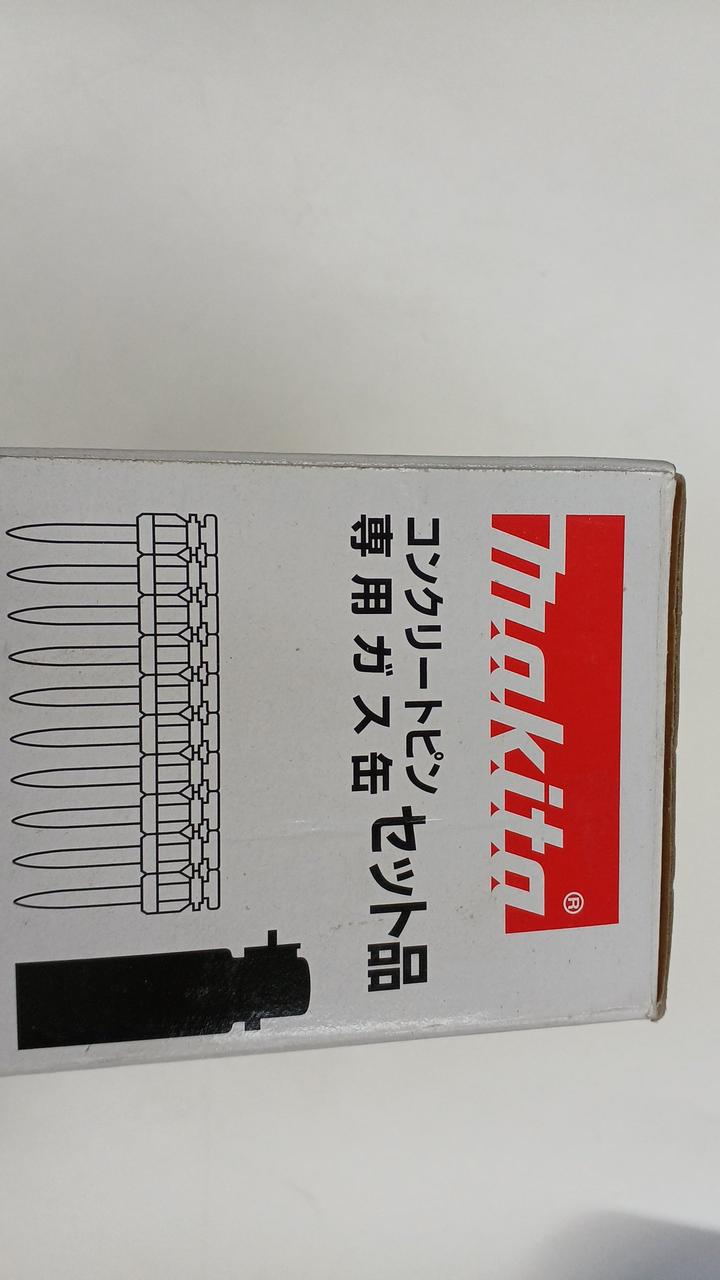 makita®
コンクリートピン
専用ガス缶
セット品